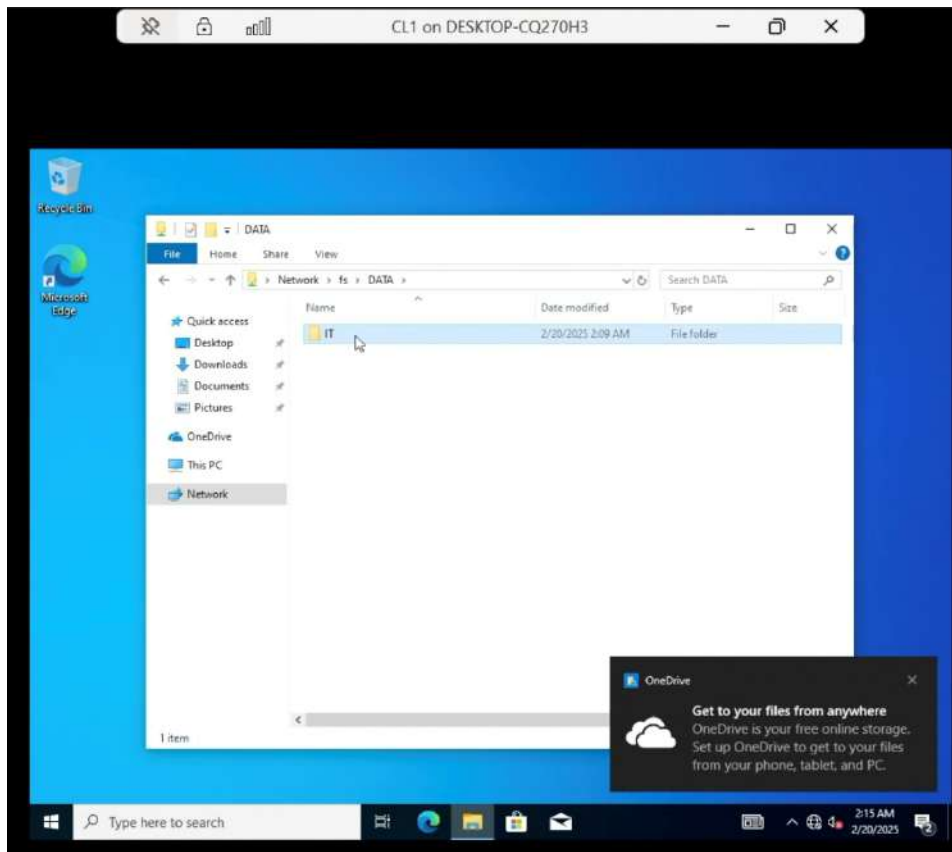 CL1 on DESKTOP-CQ270H3
Recycle Bin
Microsoft
Edge
DATA
File Home Share View
Network › fs › DATA ›
Search DATA
Name Date modified Type Size
IT 2/20/2025 2:09 AM File folder
Quick access
Desktop
Downloads
Documents
Pictures
OneDrive
This PC
Network
1 item
OneDrive
Get to your files from anywhere
OneDrive is your free online storage.
Set up OneDrive to get to your files
from your phone, tablet, and PC.
Type here to search
2:15 AM
2/20/2025
2